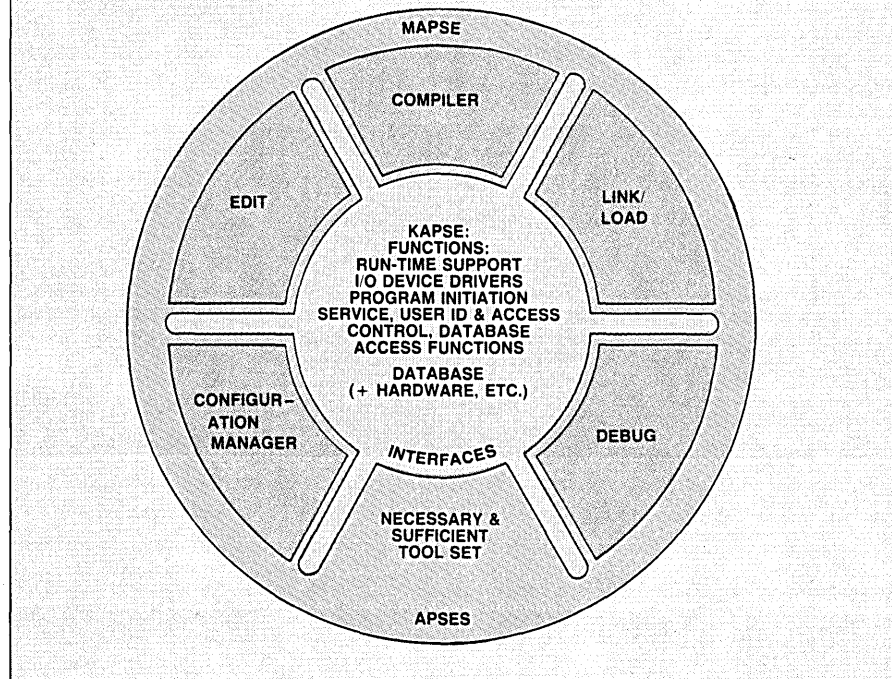 MAPSE
COMPILER
EDIT
LINK/
LOAD
KAPSE:
FUNCTIONS:
RUN-TIME SUPPORT
I/O DEVICE DRIVERS
PROGRAM INITIATION
SERVICE, USER ID & ACCESS
CONTROL, DATABASE
ACCESS FUNCTIONS
DATABASE
(+ HARDWARE, ETC.)
CONFIGUR-
ATION
MANAGER
DEBUG
INTERFACES
NECESSARY &
SUFFICIENT
TOOL SET
APSES